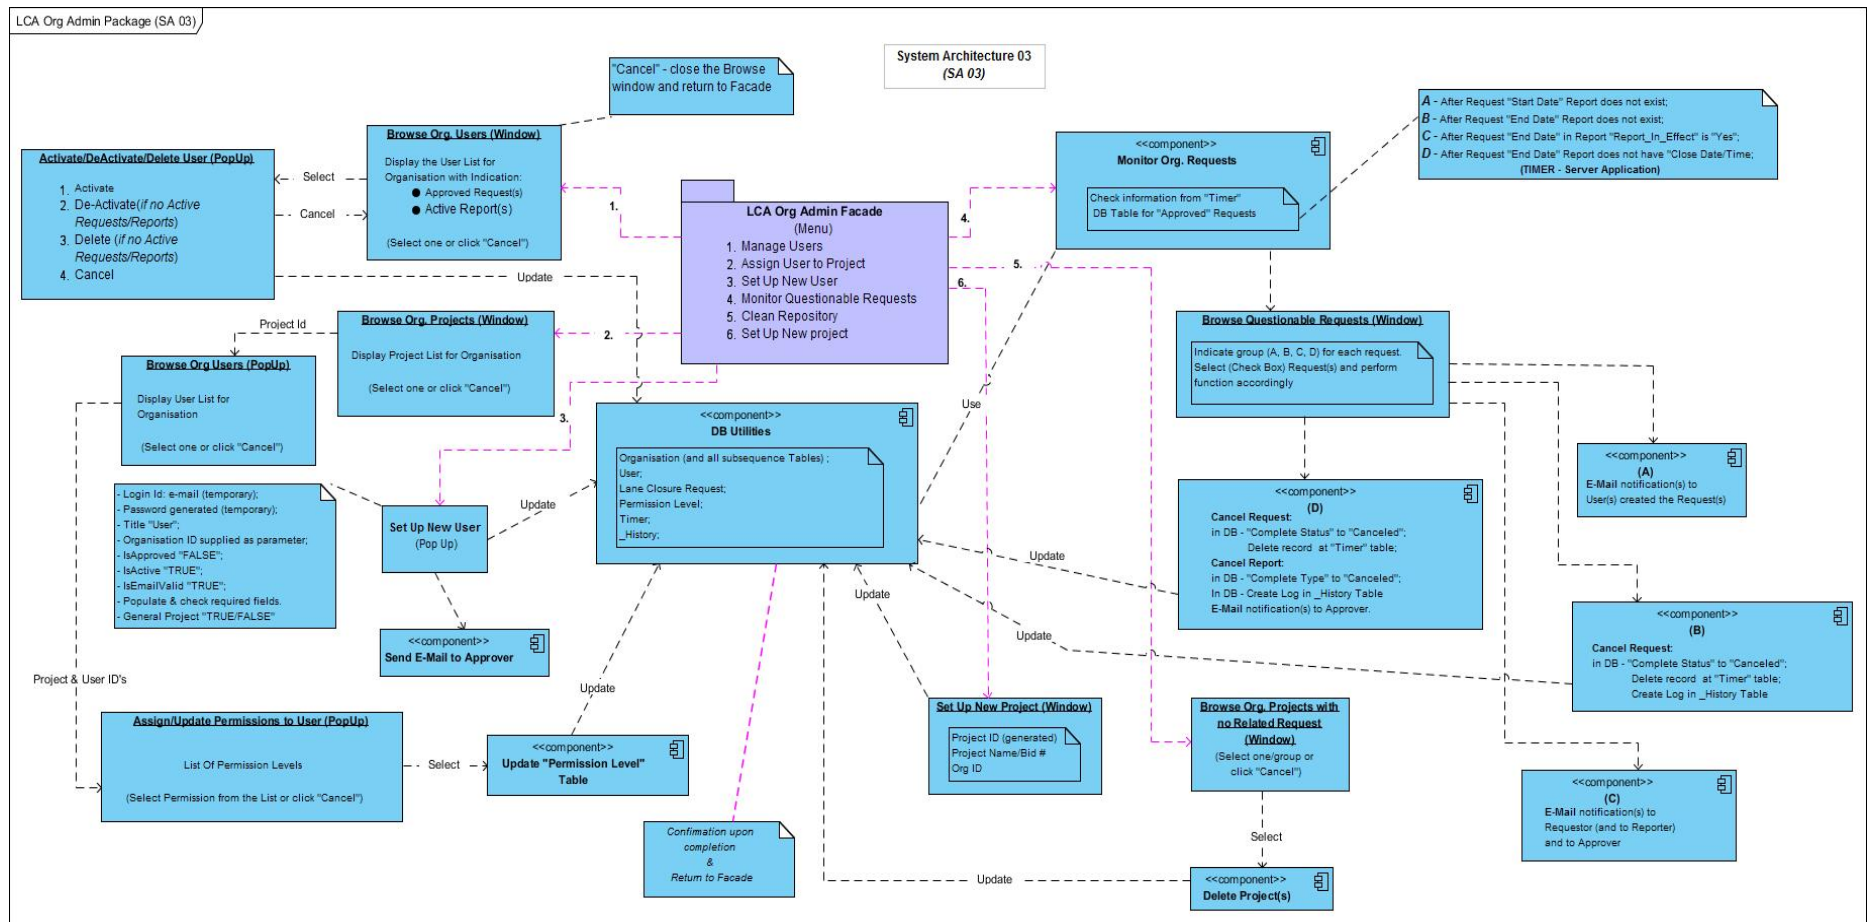 LCA Org Admin Package (SA 03)
System Architecture 03
(SA 03)
"Cancel" - close the Browse
window and return to Facade
A - After Request "Start Date" Report does not exist;
B - After Request "End Date" Report does not exist;
C - After Request "End Date" in Report "Report_In_Effect" is "Yes";
D - After Request "End Date" Report does not have "Close Date/Time;
(TIMER - Server Application)
Activate/DeActivate/Delete User (PopUp)
1. Activate
2. De-Activate(if no Active
Requests/Reports)
3. Delete (if no Active
Requests/Reports)
4. Cancel
Select
Cancel
Browse Org. Users (Window)
Display the User List for
Organisation with Indication:
● Approved Request(s)
● Active Report(s)
(Select one or click "Cancel")
1.
LCA Org Admin Facade
(Menu)
1. Manage Users
2. Assign User to Project
3. Set Up New User
4. Monitor Questionable Requests
5. Clean Repository
6. Set Up New project
4.
5.
6.
<<component>>
Monitor Org. Requests
Check information from "Timer"
DB Table for "Approved" Requests
Update
Project Id
Browse Org. Projects (Window)
Display Project List for Organisation
(Select one or click "Cancel")
2.
3.
Browse Org Users (PopUp)
Display User List for
Organisation
(Select one or click "Cancel")
Use
Browse Questionable Requests (Window)
Indicate group (A, B, C, D) for each request.
Select (Check Box) Request(s) and perform
function accordingly
<<component>>
DB Utilities
Organisation (and all subsequence Tables) ;
User;
Lane Closure Request;
Permission Level;
Timer;
_History;
<<component>>
(A)
E-Mail notification(s) to
User(s) created the Request(s)
- Login Id: e-mail (temporary);
- Password generated (temporary);
- Title "User";
- Organisation ID supplied as parameter;
- IsApproved "FALSE";
- IsActive "TRUE";
- IsEmailValid "TRUE";
- Populate & check required fields.
- General Project "TRUE/FALSE"
Set Up New User
(Pop Up)
Update
<<component>>
(D)
Cancel Request:
in DB - "Complete Status" to "Canceled";
Delete record at "Timer" table;
Cancel Report:
in DB - "Complete Type" to "Canceled";
In DB - Create Log in _History Table
E-Mail notification(s) to Approver.
Update
Update
Update
<<component>>
(B)
Cancel Request:
in DB - "Complete Status" to "Canceled";
Delete record at "Timer" table;
Create Log in _History Table
<<component>>
Send E-Mail to Approver
Project & User ID's
Update
Assign/Update Permissions to User (PopUp)
List Of Permission Levels
(Select Permission from the List or click "Cancel")
Select
<<component>>
Update "Permission Level"
Table
Set Up New Project (Window)
Project ID (generated)
Project Name/Bid #
Org ID
Browse Org. Projects with
no Related Request
(Window)
(Select one/group or
click "Cancel")
<<component>>
(C)
E-Mail notification(s) to
Requestor (and to Reporter)
and to Approver
Confimation upon
completion
&
Return to Facade
Select
Update
<<component>>
Delete Project(s)